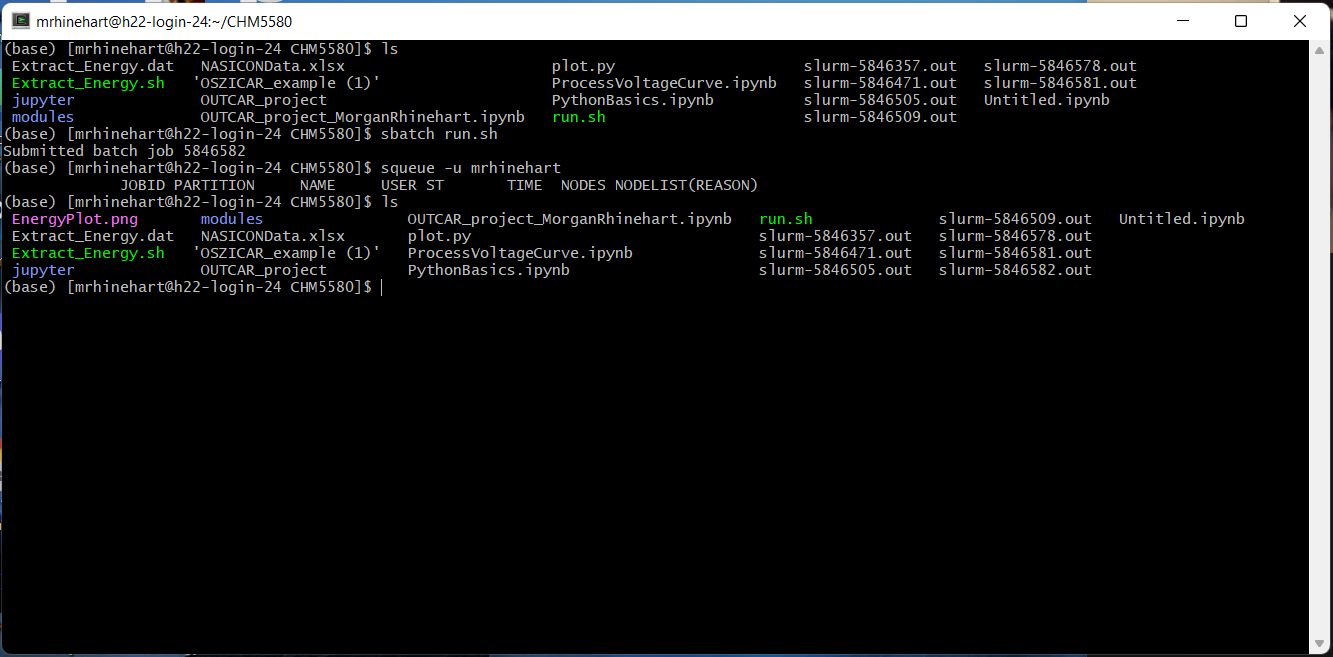 mrhinehart@h22-login-24:~/CHM5580
(base) [mrhinehart@h22-login-24 CHM5580]$ ls
Extract_Energy.dat   NASICONData.xlsx                       plot.py                    slurm-5846357.out   slurm-5846578.out
Extract_Energy.sh   'OSZICAR_example (1)'                   ProcessVoltageCurve.ipynb   slurm-5846471.out   slurm-5846581.out
jupyter              OUTCAR_project                         PythonBasics.ipynb          slurm-5846505.out   Untitled.ipynb
modules              OUTCAR_project_MorganRhinehart.ipynb   run.sh                      slurm-5846509.out
(base) [mrhinehart@h22-login-24 CHM5580]$ sbatch run.sh
Submitted batch job 5846582
(base) [mrhinehart@h22-login-24 CHM5580]$ squeue -u mrhinehart
JOBID PARTITION     NAME     USER ST       TIME  NODES NODELIST(REASON)
(base) [mrhinehart@h22-login-24 CHM5580]$ ls
EnergyPlot.png       modules                OUTCAR_project_MorganRhinehart.ipynb   run.sh              slurm-5846509.out   Untitled.ipynb
Extract_Energy.dat   NASICONData.xlsx       plot.py                                slurm-5846357.out   slurm-5846578.out
Extract_Energy.sh   'OSZICAR_example (1)'   ProcessVoltageCurve.ipynb              slurm-5846471.out   slurm-5846581.out
jupyter              OUTCAR_project         PythonBasics.ipynb                     slurm-5846505.out   slurm-5846582.out
(base) [mrhinehart@h22-login-24 CHM5580]$